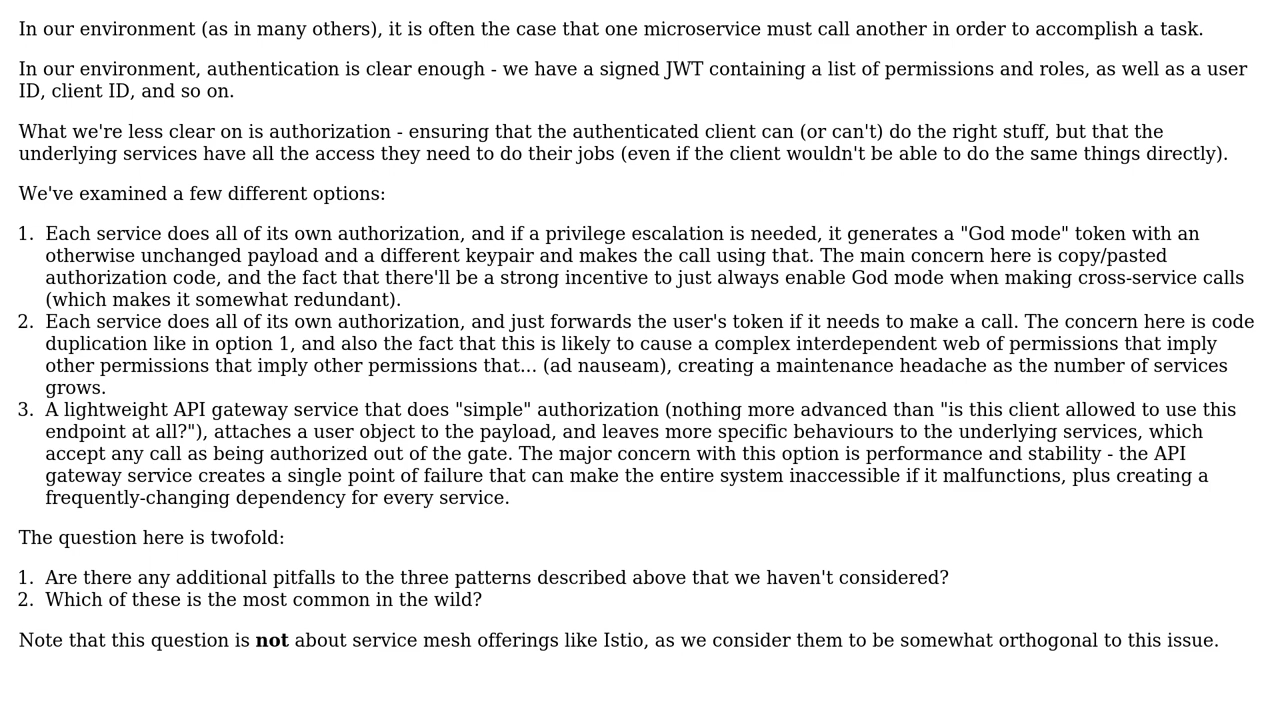 In our environment (as in many others), it is often the case that one microservice must call another in order to accomplish a task.
In our environment, authentication is clear enough - we have a signed JWT containing a list of permissions and roles, as well as a user
ID, client ID, and so on.
What we're less clear on is authorization - ensuring that the authenticated client can (or can't) do the right stuff, but that the
underlying services have all the access they need to do their jobs (even if the client wouldn't be able to do the same things directly).
We've examined a few different options:
1. Each service does all of its own authorization, and if a privilege escalation is needed, it generates a "God mode" token with an
otherwise unchanged payload and a different keypair and makes the call using that. The main concern here is copy/pasted
authorization code, and the fact that there'll be a strong incentive to just always enable God mode when making cross-service calls
(which makes it somewhat redundant).
2. Each service does all of its own authorization, and just forwards the user's token if it needs to make a call. The concern here is code
duplication like in option 1, and also the fact that this is likely to cause a complex interdependent web of permissions that imply
other permissions that imply other permissions that... (ad nauseam), creating a maintenance headache as the number of services
grows.
3. A lightweight API gateway service that does "simple" authorization (nothing more advanced than "is this client allowed to use this
endpoint at all?"), attaches a user object to the payload, and leaves more specific behaviours to the underlying services, which
accept any call as being authorized out of the gate. The major concern with this option is performance and stability - the API
gateway service creates a single point of failure that can make the entire system inaccessible if it malfunctions, plus creating a
frequently-changing dependency for every service.
The question here is twofold:
1. Are there any additional pitfalls to the three patterns described above that we haven't considered?
2. Which of these is the most common in the wild?
Note that this question is not about service mesh offerings like Istio, as we consider them to be somewhat orthogonal to this issue.